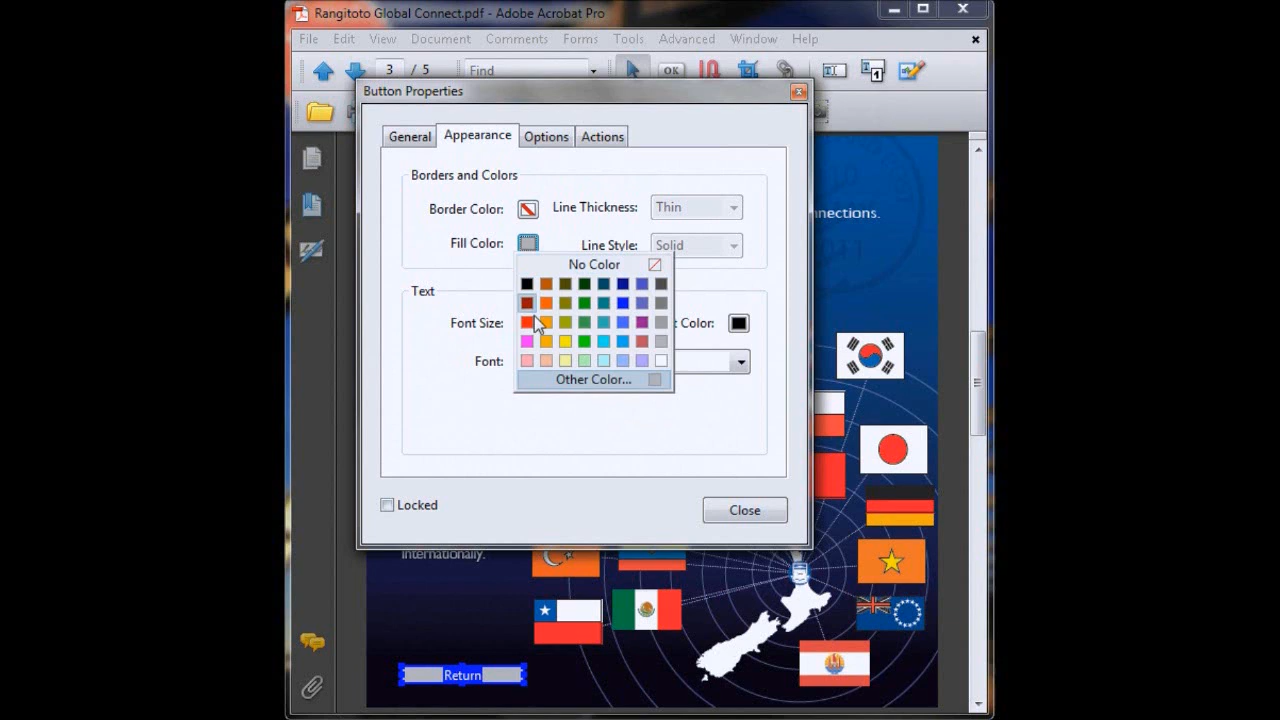 Rangitoto Global Connect.pdf - Adobe Acrobat Pro
File Edit View Document Comments Forms Tools Advanced Window Help
3 / 5 Find OK
Button Properties
General Appearance Options Actions
Borders and Colors
Border Color: Line Thickness: Thin
Fill Color: Line Style: Solid
No Color
Text
Font Size: Color:
Font:
Other Color...
Locked
Close
nnections.
internationally.
Return